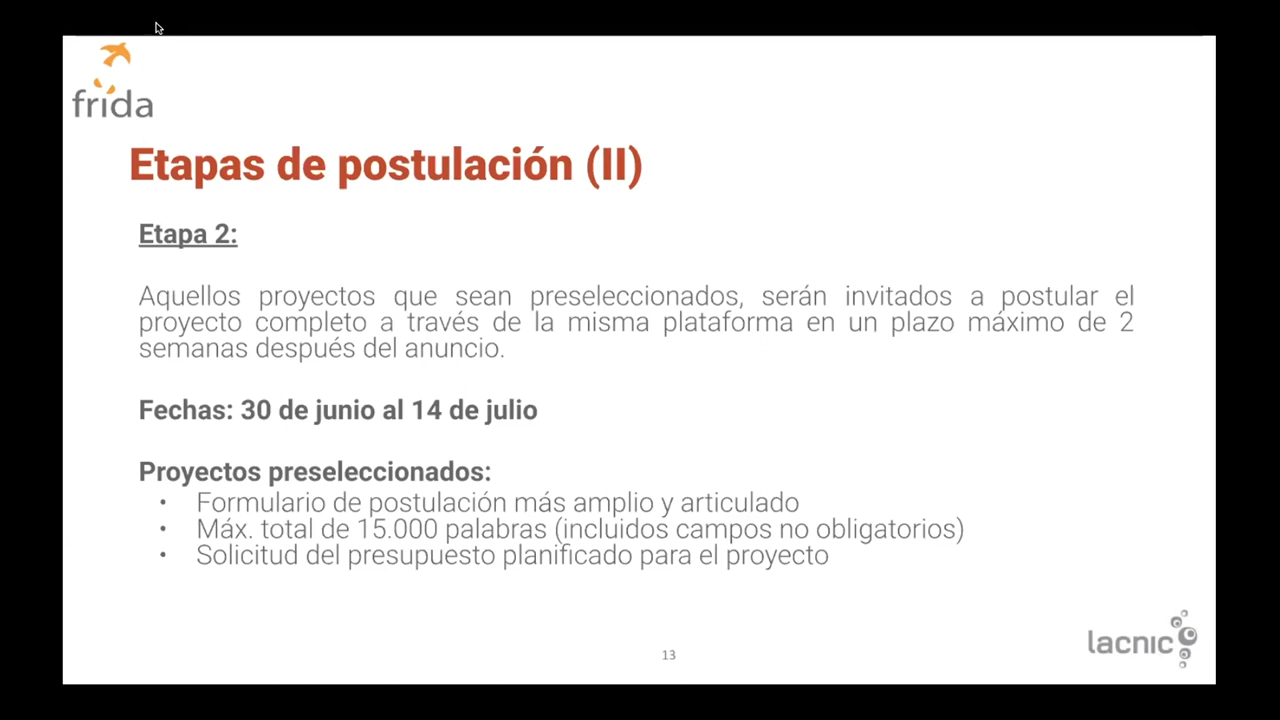 frida
Etapas de postulación (II)
Etapa 2:
Aquellos proyectos que sean preseleccionados, serán invitados a postular el
proyecto completo a través de la misma plataforma en un plazo máximo de 2
semanas después del anuncio.
Fechas: 30 de junio al 14 de julio
Proyectos preseleccionados:
• Formulario de postulación más amplio y articulado
• Máx. total de 15.000 palabras (incluidos campos no obligatorios)
• Solicitud del presupuesto planificado para el proyecto
lacnic
13